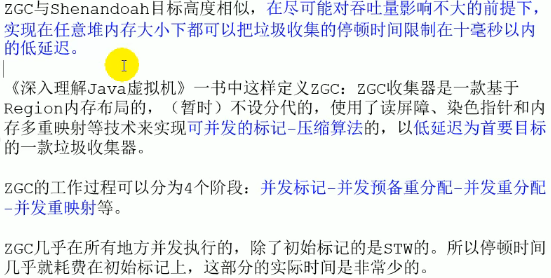 ZGC与Shenandoah目标高度相似，在尽可能对吞吐量影响不大的前提下，
实现在任意堆内存大小下都可以把垃圾收集的停顿时间限制在十毫秒以内
的低延迟。
《深入理解Java虚拟机》一书中这样定义ZGC：ZGC收集器是一款基于
Region内存布局的，（暂时）不设分代的，使用了读屏障、染色指针和内
存多重映射等技术来实现可并发的标记-压缩算法的，以低延迟为首要目标
的一款垃圾收集器。
ZGC的工作过程可以分为4个阶段：并发标记-并发预备重分配-并发重分配
-并发重映射等。
ZGC几乎在所有地方并发执行的，除了初始标记的是STW的。所以停顿时间
几乎就耗费在初始标记上，这部分的实际时间是非常少的。